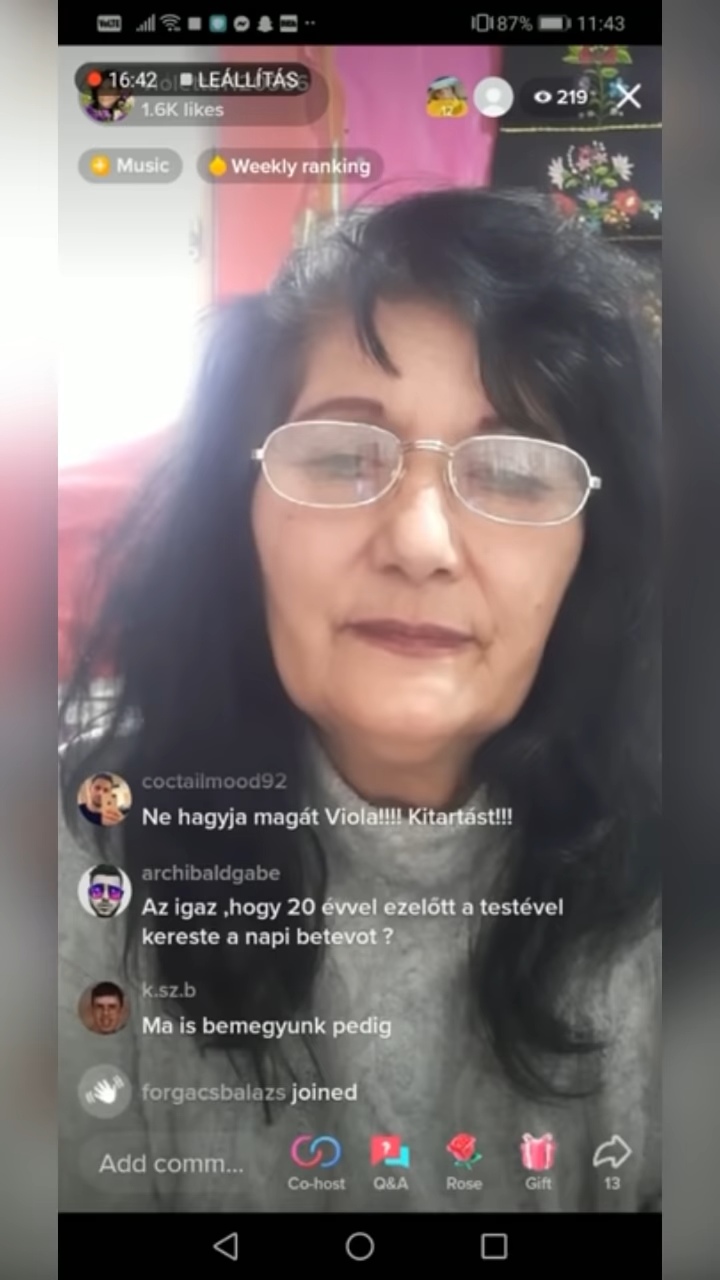 VoLTE
87% 11:43
16:42 LEÁLLÍTÁS
1.6K likes
12
219
Music
Weekly ranking
coctailmood92
Ne hagyja magát Viola!!!! Kitartást!!!
archibaldgabe
Az igaz ,hogy 20 évvel ezelőtt a testével
kereste a napi betevot ?
k.sz.b
Ma is bemegyunk pedig
forgacsbalazs joined
Add comm...
Co-host
Q&A
Rose
Gift
13